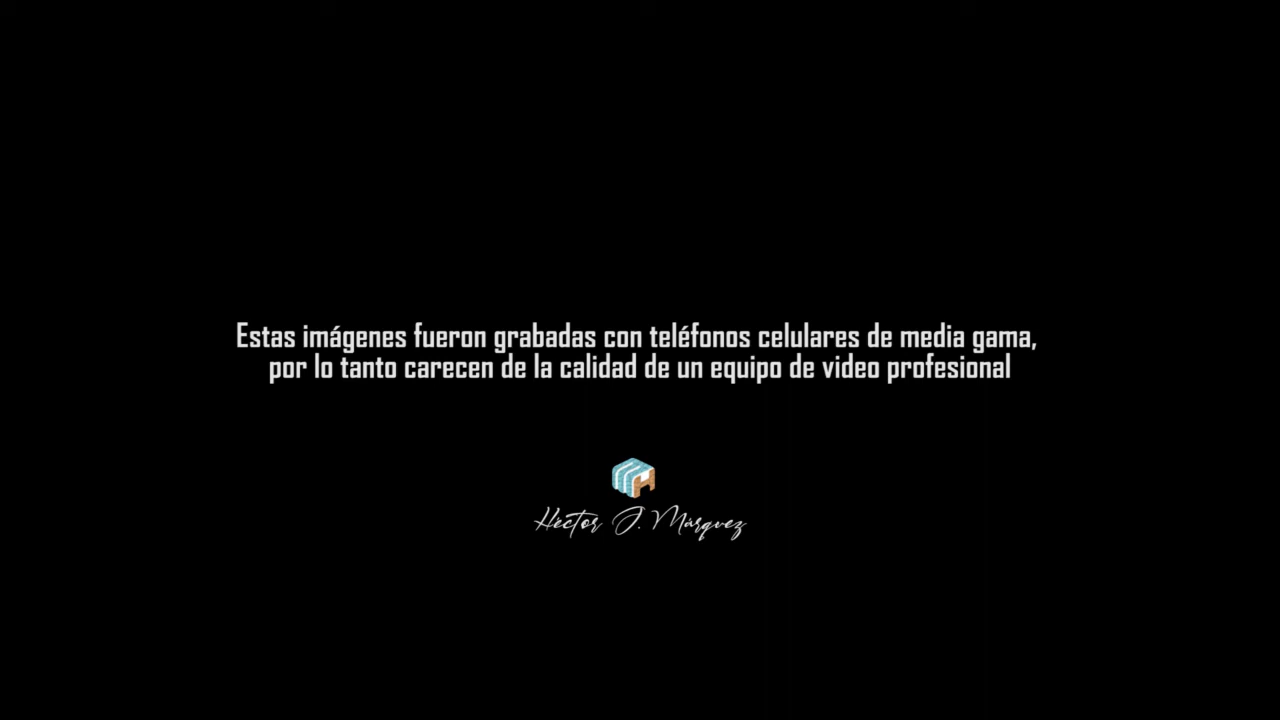 Estas imágenes fueron grabadas con teléfonos celulares de media gama,
por lo tanto carecen de la calidad de un equipo de video profesional
Héctor J. Márquez